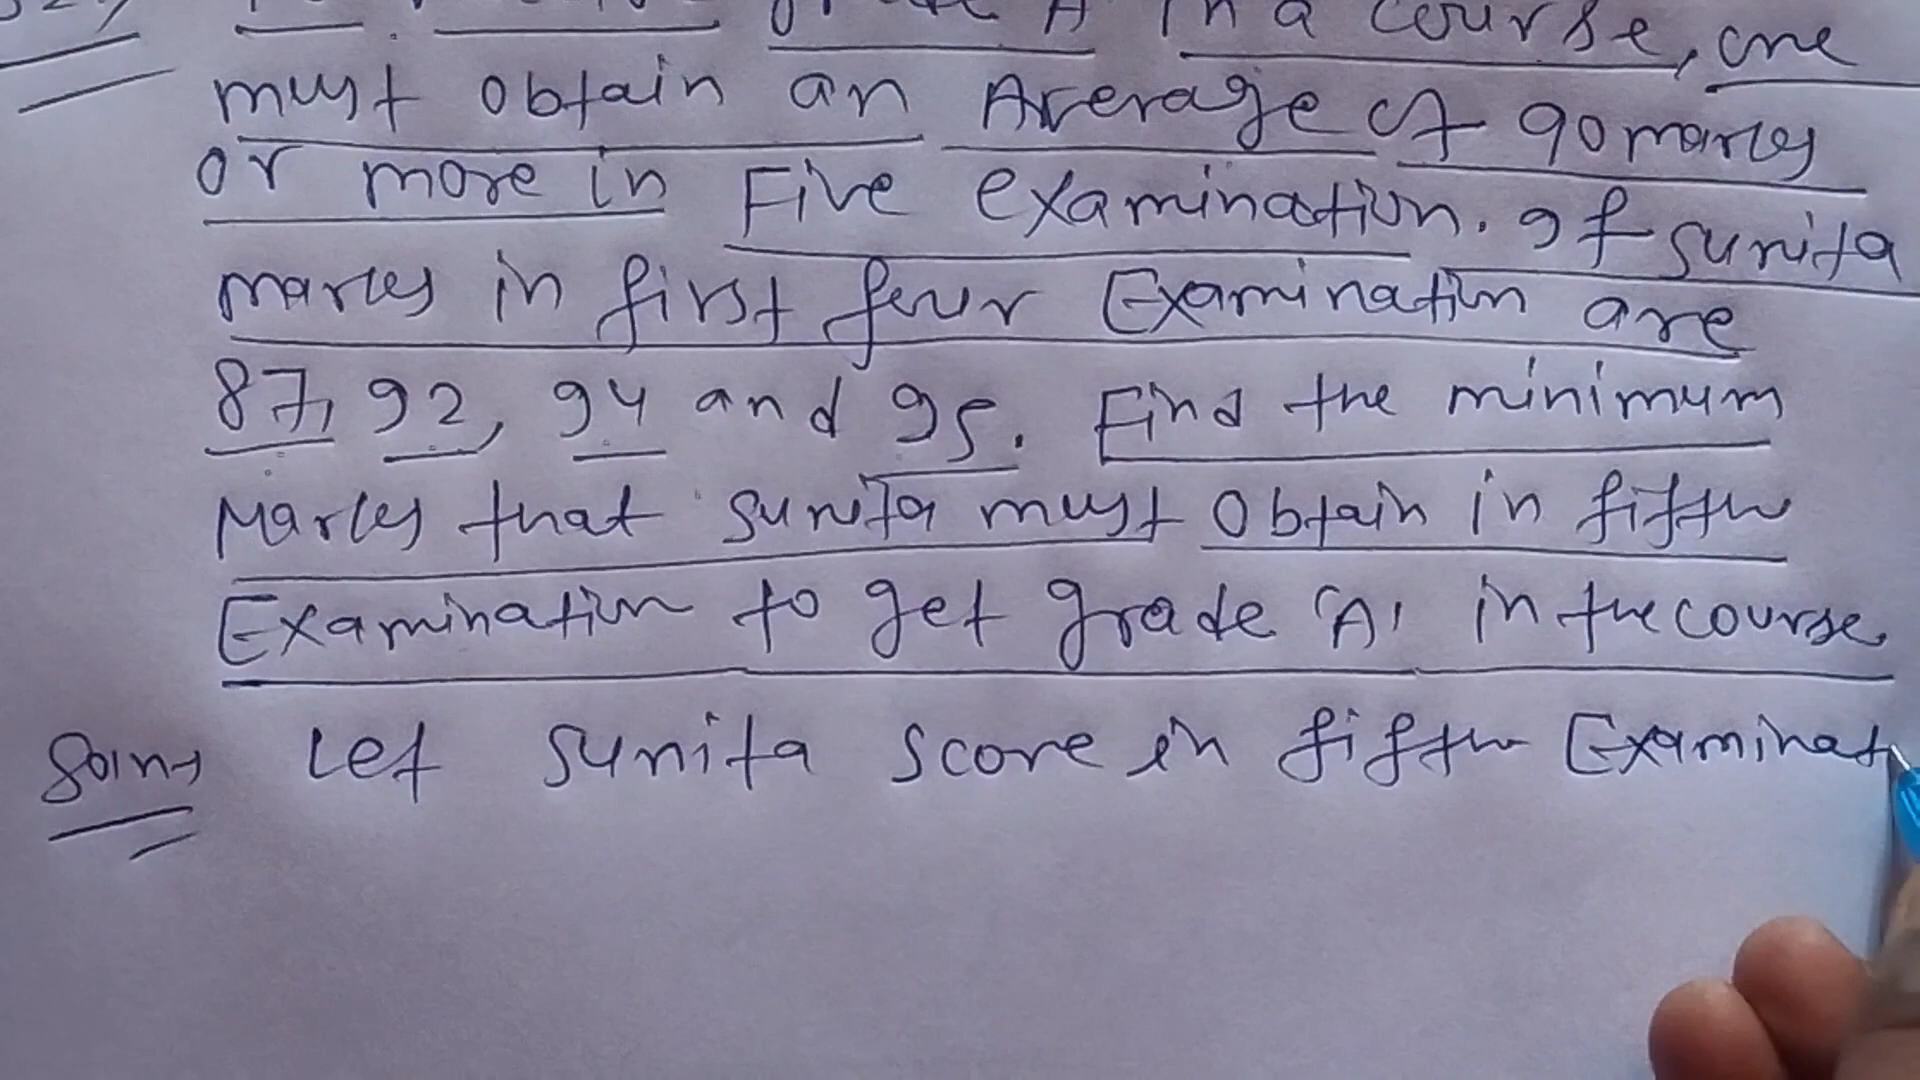 grade A in a course, one
must obtain an Average of 90 marks
or more in Five examination. If sunita
marks in first four Examination are
87, 92, 94 and 95. Find the minimum
Marks that sunita must obtain in fifth
Examination to get grade 'A' in the course.
Soln→ Let sunita score in fifth Examinat